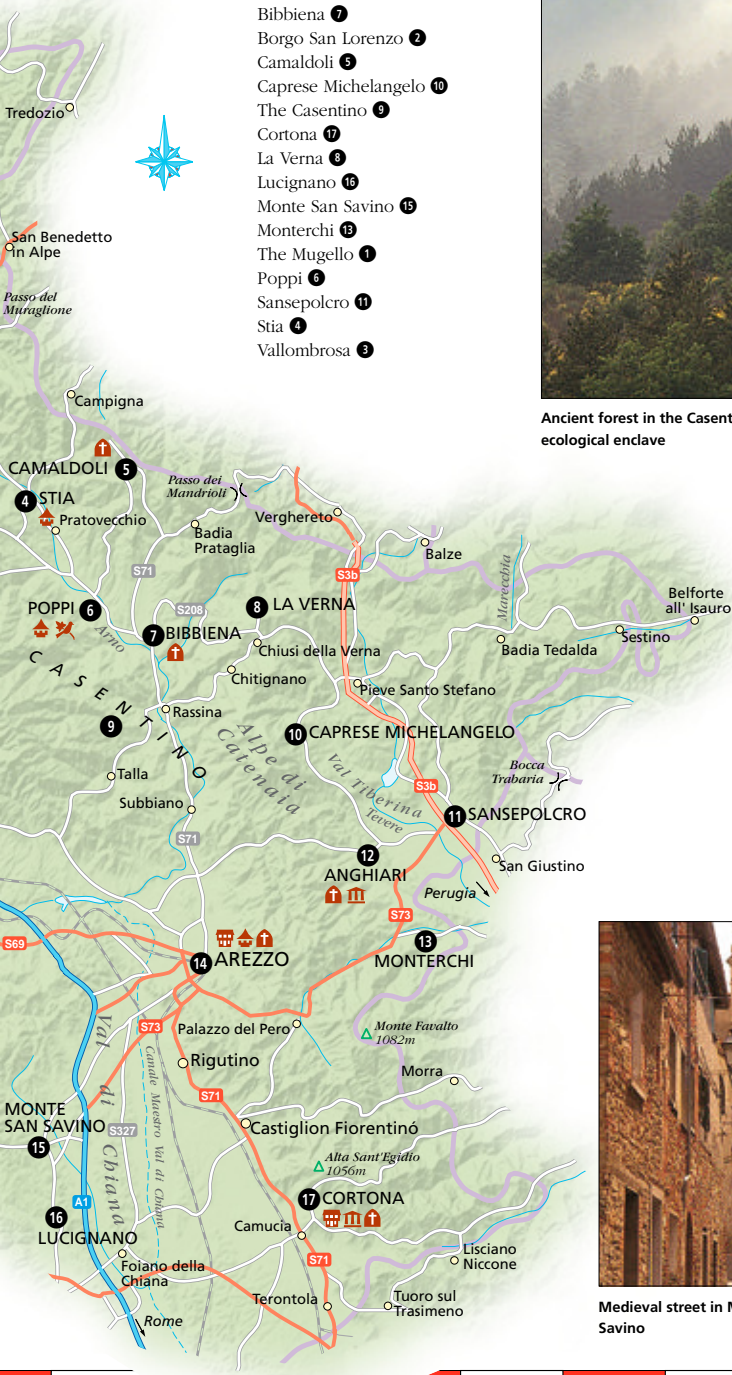 Bibbiena 7
Borgo San Lorenzo 2
Camaldoli 5
Caprese Michelangelo 10
The Casentino 9
Cortona 17
La Verna 8
Lucignano 16
Monte San Savino 15
Monterchi 13
The Mugello 1
Poppi 6
Sansepolcro 11
Stia 4
Vallombrosa 3
Ancient forest in the Casent
ecological enclave
Tredozio
San Benedetto
in Alpe
Passo del
Muraglione
Campigna
CAMALDOLI 5
4 STIA
Pratovecchio
Passo dei
Mandrioli
Badia
Prataglia
Verghereto
Balze
S71
S3b
Marecchia
Belforte
all' Isauro
POPPI 6
S208
8 LA VERNA
Arno
7 BIBBIENA
Chiusi della Verna
Badia Tedalda
Sestino
CASENTINO
Chitignano
Pieve Santo Stefano
9
Rassina
Alpe di
Catenaia
10 CAPRESE MICHELANGELO
Talla
Val Tiberina
Bocca
Trabaria
S3b
Subbiano
Tevere
11 SANSEPOLCRO
S71
12
ANGHIARI
San Giustino
Perugia
S69
S73
14 AREZZO
13
MONTERCHI
Val di Chiana
S73
Palazzo del Pero
Monte Favalto
1082m
Canale Maestro Val di Chiana
Rigutino
Morra
S71
MONTE
SAN SAVINO
15
S327
Castiglion Fiorentinó
Alta Sant'Egidio
1056m
A1
17 CORTONA
16
LUCIGNANO
Camucia
Foiano della
Chiana
S71
Lisciano
Niccone
Terontola
Tuoro sul
Trasimeno
Rome
Medieval street in M
Savino